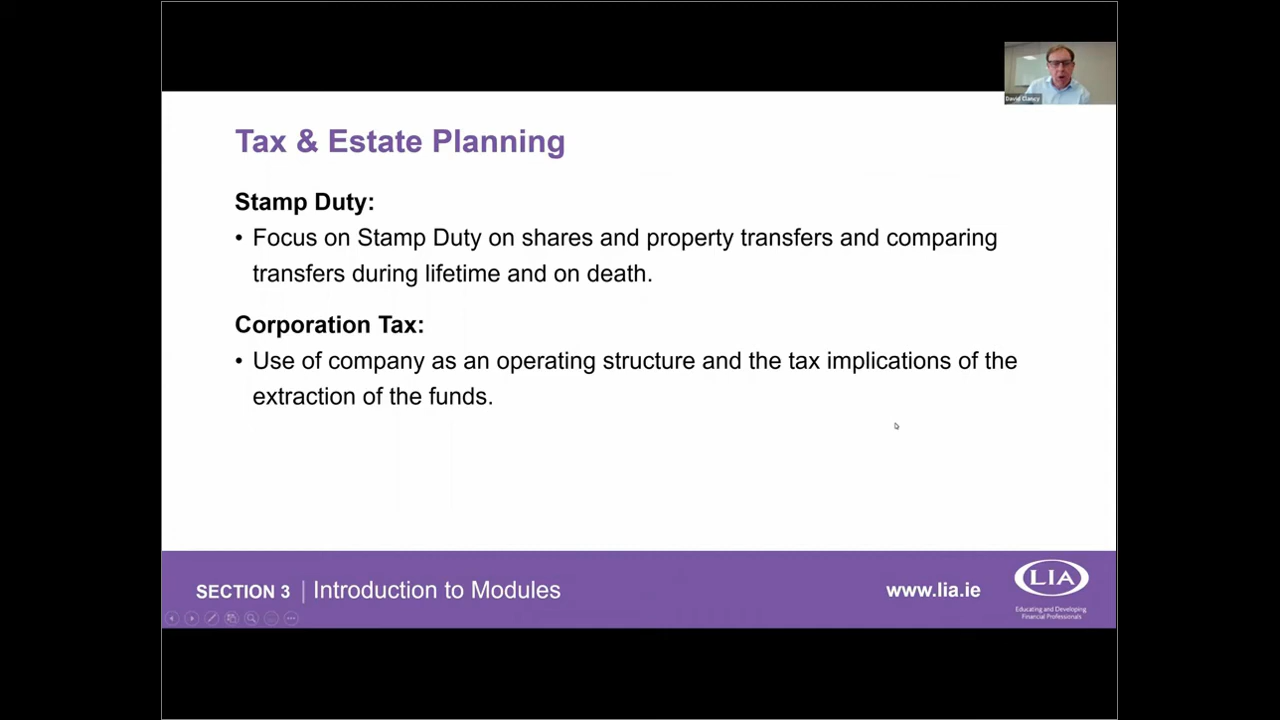 David Clancy
Tax & Estate Planning
Stamp Duty:
• Focus on Stamp Duty on shares and property transfers and comparing
transfers during lifetime and on death.
Corporation Tax:
• Use of company as an operating structure and the tax implications of the
extraction of the funds.
SECTION 3 | Introduction to Modules
www.lia.ie
LIA
Educating and Developing
Financial Professionals